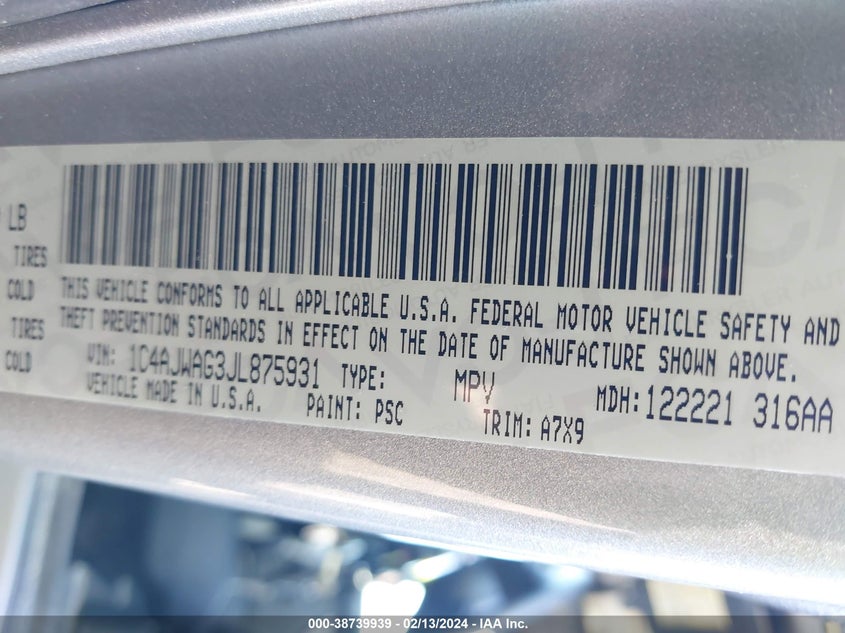 LB
TIRES
COLD
TIRES
COLD
THIS VEHICLE CONFORMS TO ALL APPLICABLE U.S.A. FEDERAL MOTOR VEHICLE SAFETY AND
THEFT PREVENTION STANDARDS IN EFFECT ON THE DATE OF MANUFACTURE SHOWN ABOVE.
VIN: 1C4AJWAG3JL875931 TYPE: MPV MDH: 122221 316AA
VEHICLE MADE IN U.S.A. PAINT: PSC TRIM: A7X9
000-38739939 - 02/13/2024 - IAA Inc.